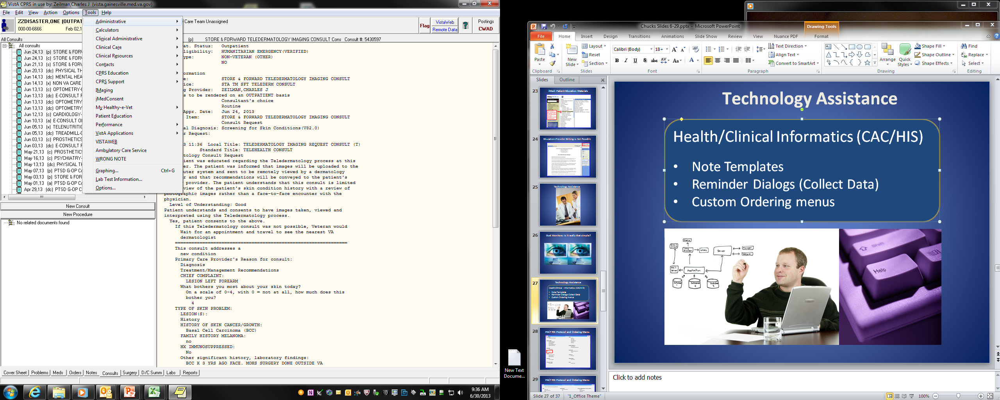 VistA CPRS in use by: Zeilman,Charles J (vista.gainesville.med.va.gov)
File Edit View Action Options Tools Help
ZZDISASTER,ONE (OUTPAT
000-00-6666 Feb 02,1
Care Team Unassigned
Flag
VistaWeb
Remote Data
?
Postings
CWAD
All Consults
(p) STORE & FORWARD TELEDERMATOLOGY IMAGING CONSULT Cons Consult #: 5430597
All consults
Jun 24,13 (p) STORE & FORV
Jun 24,13 (c) STORE & FORV
Jun 21,13 (s) STORE & FORV
Jun 20,13 (dc) PHYSICAL TH
Jun 14,13 (dc) MENTAL HEA
Jun 14,13 (x) NON VA CARE
Jun 13,13 (c) OPTOMETRY-C
Jun 13,13 (dc) E-CONSULT F
Jun 13,13 (dc) OPTOMETRY
Jun 13,13 (dc) OPTOMETRY
Jun 12,13 (c) CARDIOLOGY-
Jun 10,13 (a) E-CONSULT O
Jun 05,13 (x) TELENUTRITIO
Jun 05,13 (dc) TREADMILL-O
Jun 03,13 (c) PROSTHETICS
Jun 03,13 (dc) E-CONSULT F
May 21,13 (c) PROSTHETIC
May 16,13 (c) PSYCHIATRY-
May 13,13 (dc) PHYSICAL TH
May 07,13 (p) PTSD G-OP Co
May 03,13 (p) STORE & FOR
May 01,13 (a) PTSD G-OP Co
Apr 29,13 (dc) PTSD G-OP C
Administrative
Calculators
Clinical Administrative
Clinical Care
Clinical Resources
Contacts
CPRS Education
CPRS Support
IMaging
iMedConsent
My Healthy-e-Vet
Patient Education
Performance
VistA Applications
VISTAWEB
Ambulatory Care Service
WRONG NOTE
Graphing... Ctrl+G
Lab Test Information...
Options...
New Consult
New Procedure
No related documents found
at. Status: Outpatient
ligibility: HUMANITARIAN EMERGENCY(VERIFIED)
ype: NON-VETERAN (OTHER)
NO
ormation
e: STORE & FORWARD TELEDERMATOLOGY IMAGING CONSULT
ice: STA TM SFT TELEDERM CONSULT
g Provider: ZEILMAN,CHARLES J
s to be rendered on an OUTPATIENT basis
Consultant's choice
Routine
Appr. Date: Jun 24, 2013
Item: STORE & FORWARD TELEDERMATOLOGY IMAGING CONSULT
Consult Request
al Diagnosis: Screening for Skin Conditions(V82.0)
r Request:
3 11:36 Local Title: TELEDERMATOLOGY IMAGING REQUEST CONSULT (T)
Standard Title: TELEHEALTH CONSULT
tology Consult Request
ient was educated regarding the Teledermatology process at this
er. The patient was informed that images will be uploaded to the
uter system and sent to be remotely viewed by a dermatology
r and that recommendations will be conveyed to the patient's
y provider. The patient understands that this consult is limited
view of the patient's skin condition history with a review of
photographic images rather than a face-to-face encounter with the
physician.
Level of Understanding: Good
Patient understands and consents to have images taken, viewed and
interpreted using the Teledermatology process.
Yes, patient consents to the above.
If this Teledermatology consult was not possible, Veteran would
Wait for an appointment and travel to see the nearest VA
dermatologist
===============================================================
This consult addresses a
new condition
Primary Care Provider's Reason for consult:
Diagnosis
Treatment/Management Recommendations
CHIEF COMPLAINT:
LESION LEFT FOREARM
What bothers you most about your skin today?
On a scale of 0-4, with 0 = not at all, how much does this
bother you?
4
TYPE OF SKIN PROBLEM:
LESION(S):
History
HISTORY OF SKIN CANCER/GROWTH:
Basal Cell Carcinoma (BCC)
FAMILY HISTORY MELANOMA:
no
HX IMMUNOSUPPRESSED:
No
Other significant history, laboratory findings:
BCC X 3 YRS AGO FACE. MOHS SURGERY DONE OUTSIDE VA
Cover Sheet Problems Meds Orders Notes Consults Surgery D/C Summ Labs Reports
9:36 AM
6/30/2013
New Text
Docume...
Chucks Slides 6-29.pptx - Microsoft PowerPoint
Drawing Tools
File Home Insert Design Transitions Animations Slide Show Review View Nuance PDF Format
Paste
Clipboard
New
Slide
Layout
Reset
Section
Slides
Calibri (Body) 18
B I U S abc AV Aa A
Font
Text Direction
Align Text
Convert to SmartArt
Paragraph
Arrange
Quick
Styles
Shape Fill
Shape Outline
Shape Effects
Drawing
Find
Replace
Select
Editing
Slides Outline
23
iMed: Patient Education Materials
24
Education-Provider Editing is Not Possible
25
Technology Assistance
26
Dual Monitors: Is it really that simple?
27
Technology Assistance
Health/Clinical Informatics (CAC/HIS)
• Note Templates
• Reminder Dialogs (Collect Data)
• Custom Ordering menus
28
PACT RN Protocol and Ordering Menu
29
PACT RN Protocol and Ordering Menu
Technology Assistance
Health/Clinical Informatics (CAC/HIS)
• Note Templates
• Reminder Dialogs (Collect Data)
• Custom Ordering menus
media
Email Client
Web Browser
HTML
Server
Manager
Designer
Mail Server
Application
Database 1
Database 2
Database 3
Shift
Help
Click to add notes
Slide 27 of 37 "1_Office Theme" 100%